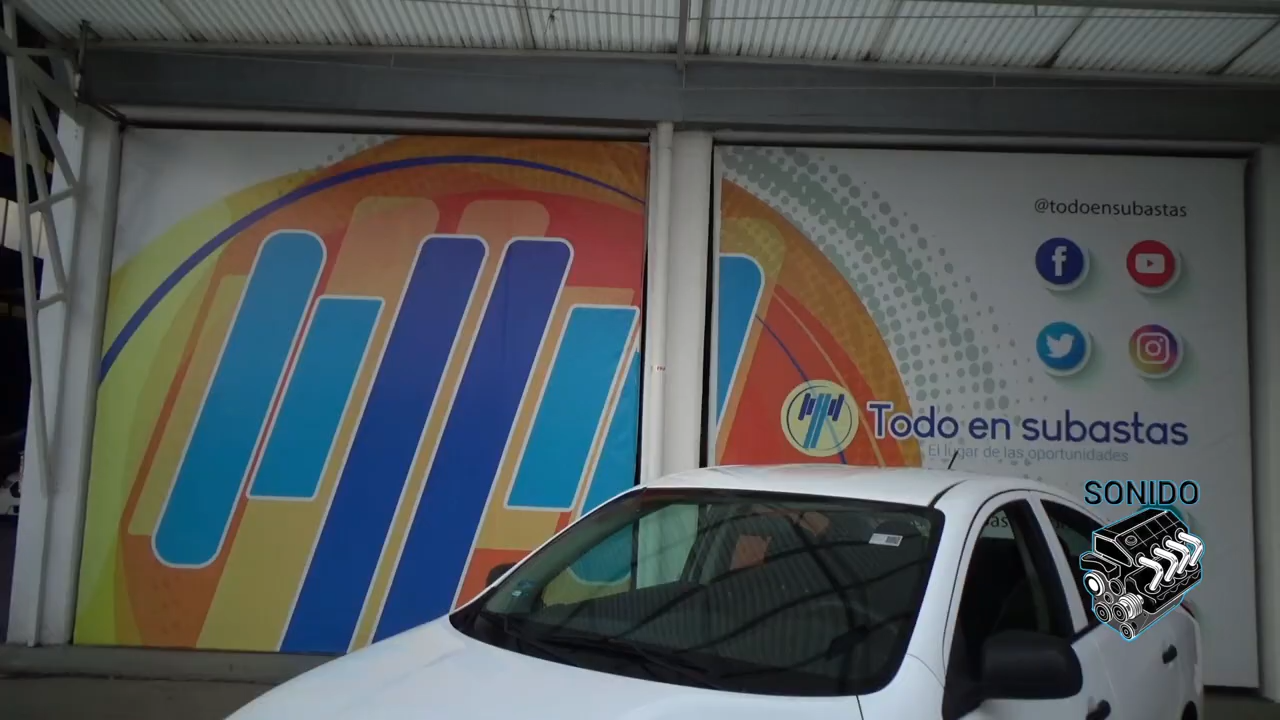 @todoensubastas
Todo en subastas
El lugar de las oportunidades
SONIDO